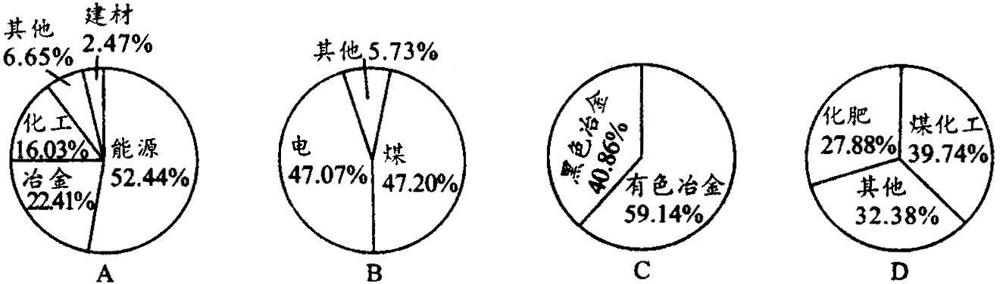 其他
6.65%
建材
2.47%
化工
16.03%
能源
52.44%
冶金
22.41%
A
其他5.73%
电
47.07%
煤
47.20%
B
黑色冶金
40.86%
有色冶金
59.14%
C
化肥
27.88%
煤化工
39.74%
其他
32.38%
D